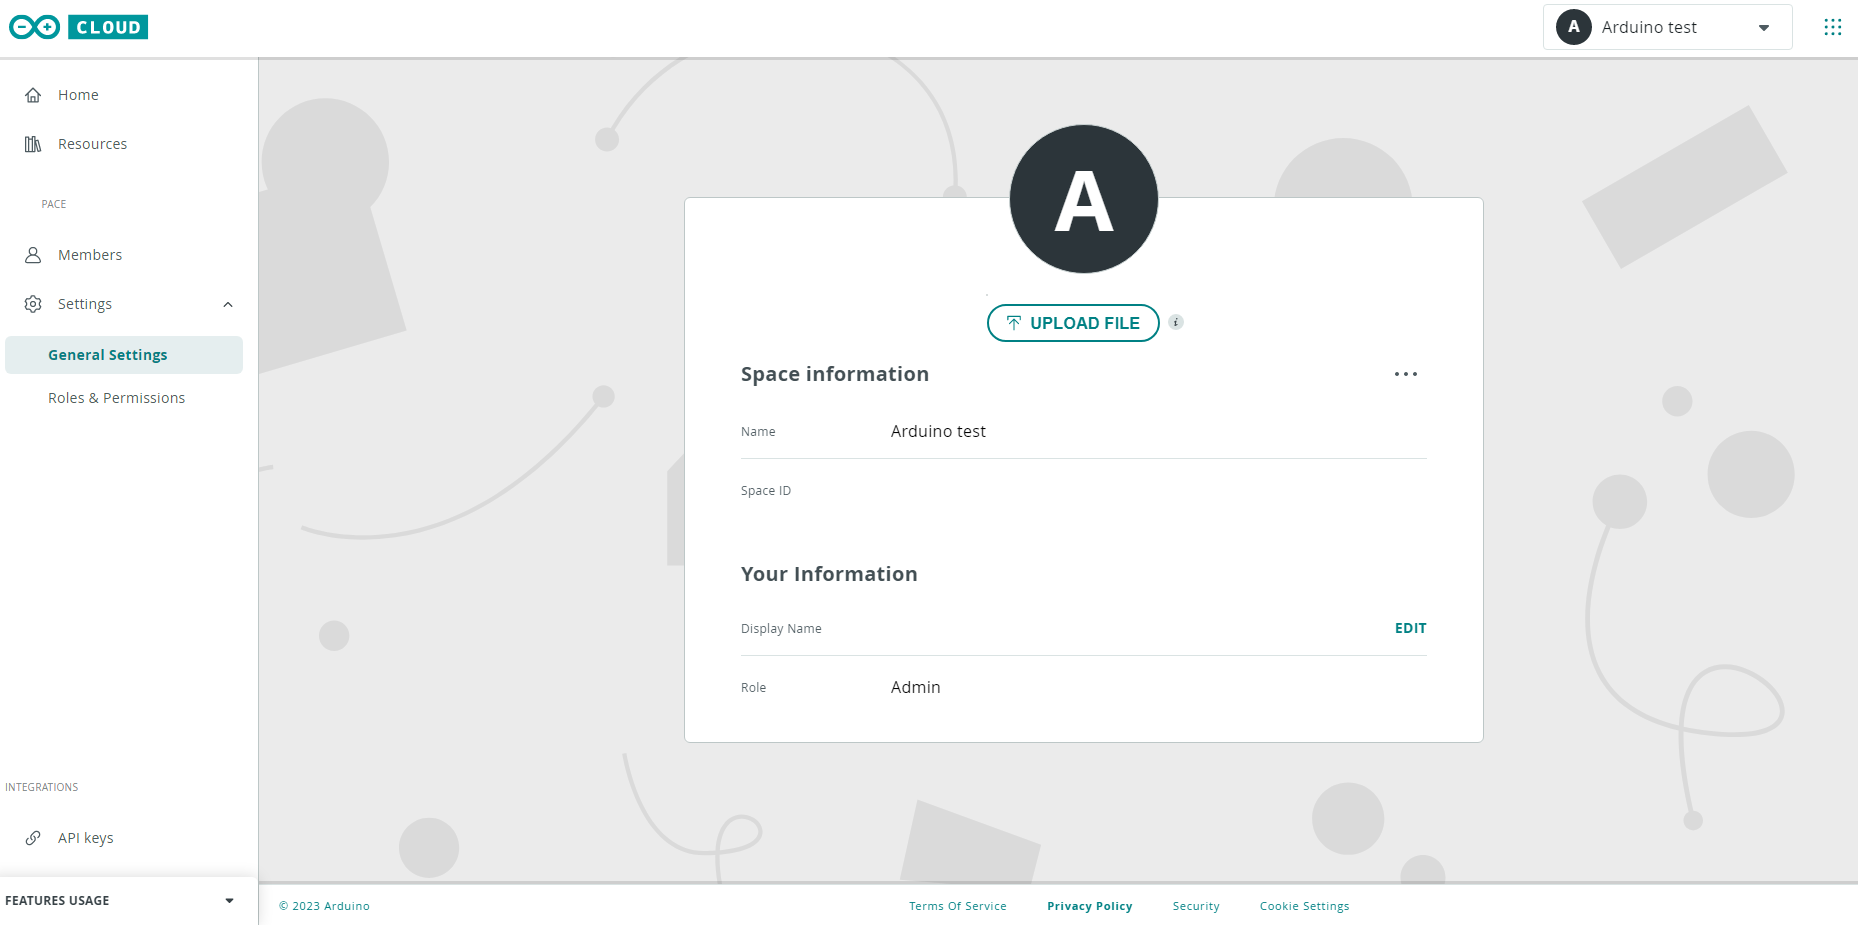 CLOUD
A Arduino test
Home
Resources
PACE
Members
Settings
General Settings
Roles & Permissions
INTEGRATIONS
API keys
FEATURES USAGE
A
UPLOAD FILE i
Space information
Name Arduino test
Space ID
Your Information
Display Name EDIT
Role Admin
© 2023 Arduino Terms Of Service Privacy Policy Security Cookie Settings